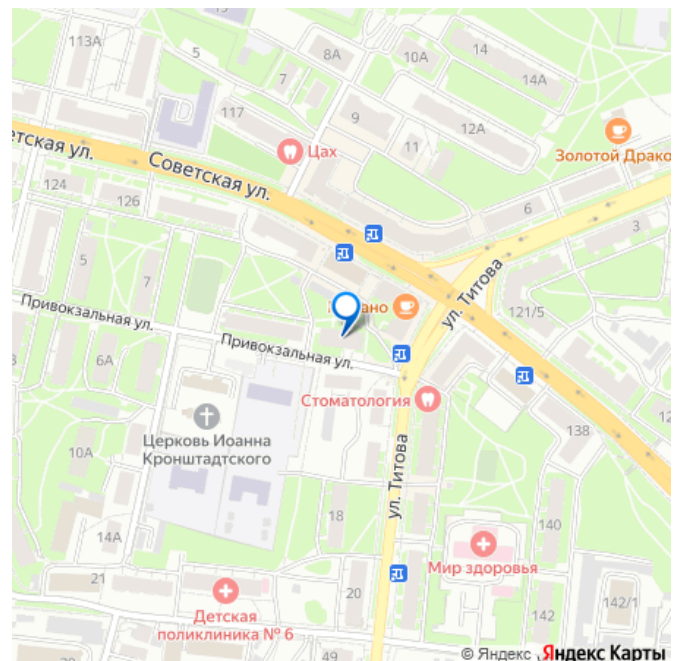 113А
8А
14
10А
14А
7
117
9
11
12А
Цах
Золотой Драко
етская ул.
Советская ул.
124
126
6
3
5
7
ано
ул. Титова
121/5
Привокзальная ул.
Привокзальная ул.
6А
Стоматология
Церковь Иоанна
Кронштадтского
138
10А
ул. Титова
18
14А
140
Мир здоровья
21
Детская
поликлиника № 6
20
142
142/1
49
© Яндекс
Яндекс Карты